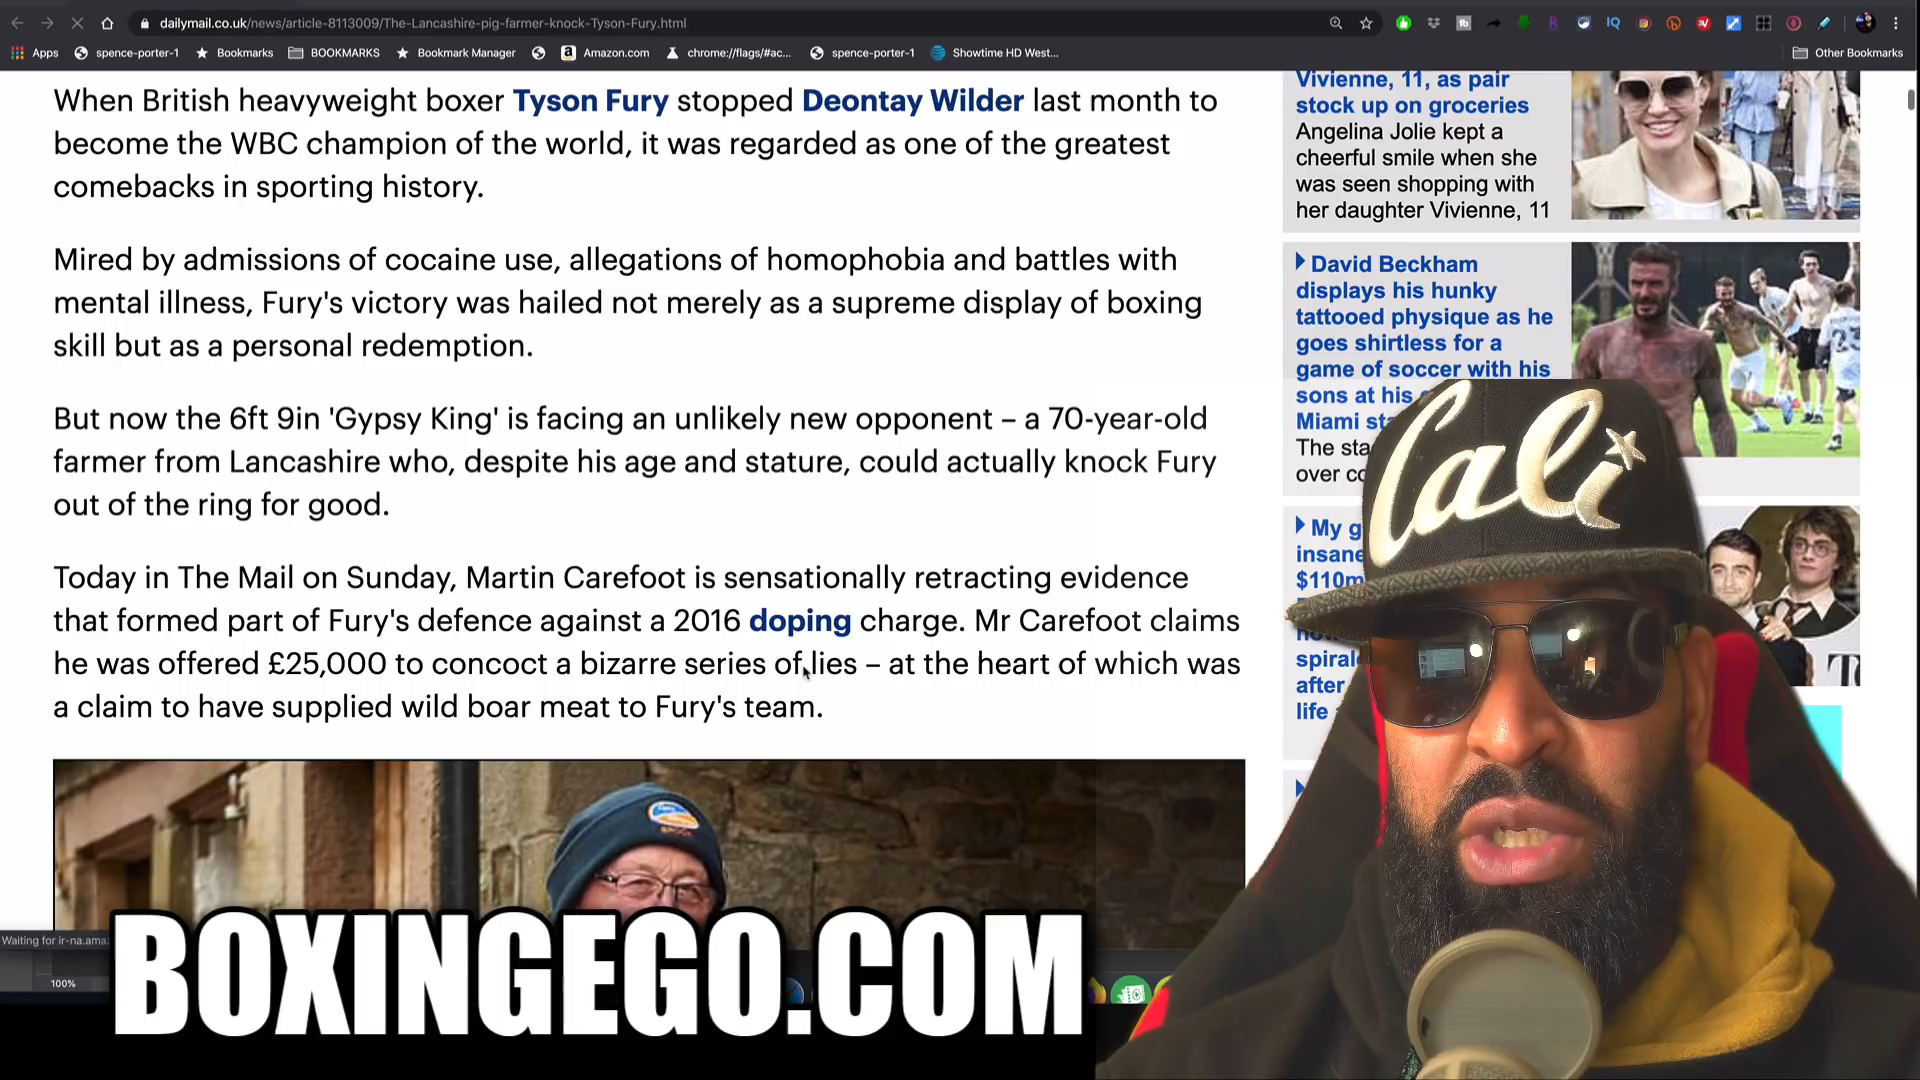 dailymail.co.uk/news/article-8113009/The-Lancashire-pig-farmer-knock-Tyson-Fury.html
Apps spence-porter-1 Bookmarks BOOKMARKS Bookmark Manager Amazon.com chrome://flags/#ac... spence-porter-1 Showtime HD West... Other Bookmarks
When British heavyweight boxer Tyson Fury stopped Deontay Wilder last month to
become the WBC champion of the world, it was regarded as one of the greatest
comebacks in sporting history.
Mired by admissions of cocaine use, allegations of homophobia and battles with
mental illness, Fury's victory was hailed not merely as a supreme display of boxing
skill but as a personal redemption.
But now the 6ft 9in 'Gypsy King' is facing an unlikely new opponent – a 70-year-old
farmer from Lancashire who, despite his age and stature, could actually knock Fury
out of the ring for good.
Today in The Mail on Sunday, Martin Carefoot is sensationally retracting evidence
that formed part of Fury's defence against a 2016 doping charge. Mr Carefoot claims
he was offered £25,000 to concoct a bizarre series of lies – at the heart of which was
a claim to have supplied wild boar meat to Fury's team.
Vivienne, 11, as pair
stock up on groceries
Angelina Jolie kept a
cheerful smile when she
was seen shopping with
her daughter Vivienne, 11
David Beckham
displays his hunky
tattooed physique as he
goes shirtless for a
game of soccer with his
sons at his
Miami
The
over
My
insane
$110m
after
life
Cali
Waiting for ir-na.ama
100%
BOXINGEGO.COM